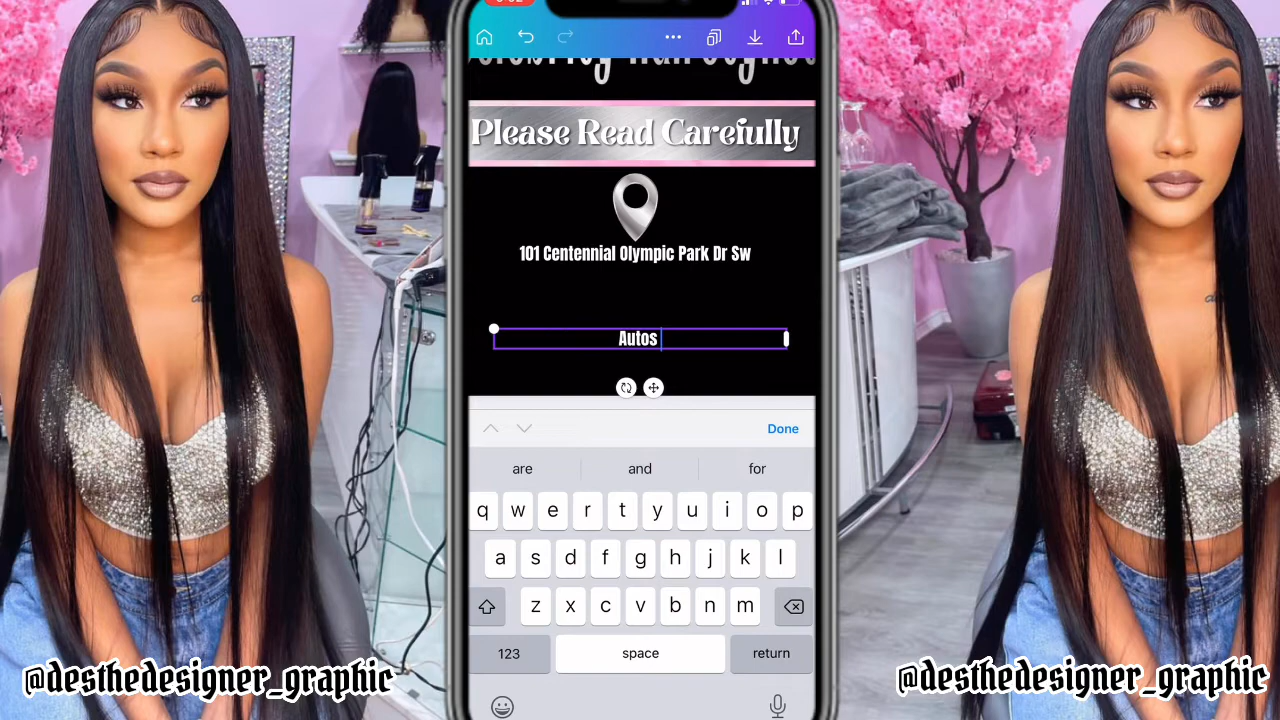 Please Read Carefully
101 Centennial Olympic Park Dr Sw
Autos
Done
are and for
q w e r t y u i o p
a s d f g h j k l
z x c v b n m
123 space return
@desthedesigner_graphic @desthedesigner_graphic